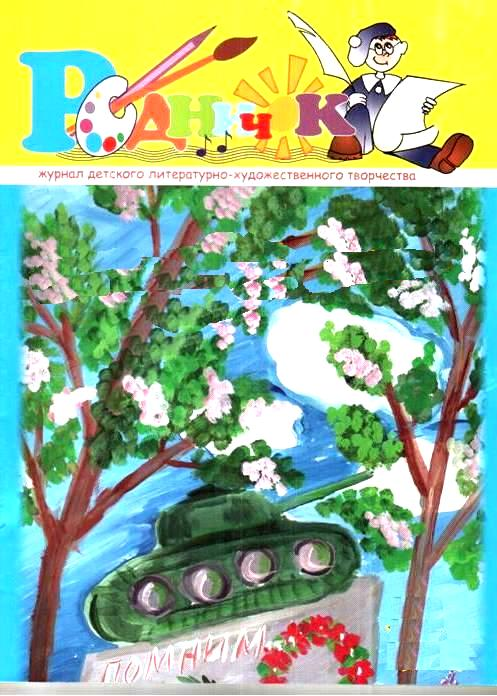 Родничок
журнал детского литературно-художественного творчества
ПОМНИМ